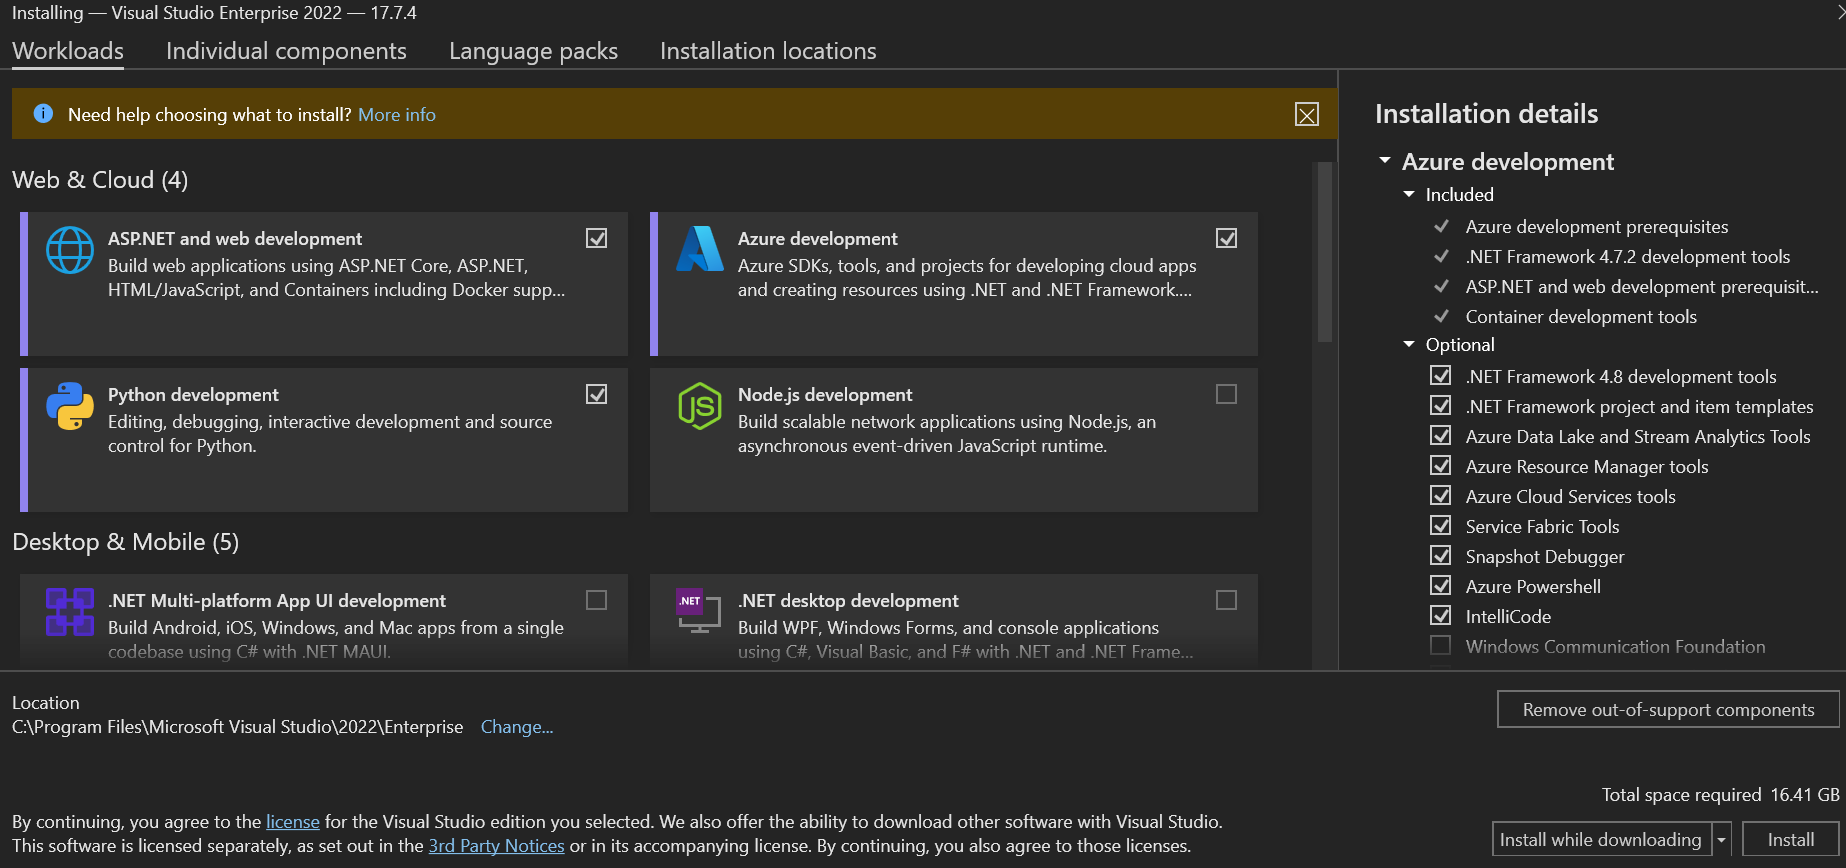 Installing — Visual Studio Enterprise 2022 — 17.7.4
Workloads
Individual components
Language packs
Installation locations
Need help choosing what to install? More info
Web & Cloud (4)
ASP.NET and web development
Build web applications using ASP.NET Core, ASP.NET,
HTML/JavaScript, and Containers including Docker supp...
Azure development
Azure SDKs, tools, and projects for developing cloud apps
and creating resources using .NET and .NET Framework....
Python development
Editing, debugging, interactive development and source
control for Python.
JS
Node.js development
Build scalable network applications using Node.js, an
asynchronous event-driven JavaScript runtime.
Desktop & Mobile (5)
.NET Multi-platform App UI development
Build Android, iOS, Windows, and Mac apps from a single
codebase using C# with .NET MAUI.
.NET
.NET desktop development
Build WPF, Windows Forms, and console applications
using C#, Visual Basic, and F# with .NET and .NET Frame...
Installation details
Azure development
Included
Azure development prerequisites
.NET Framework 4.7.2 development tools
ASP.NET and web development prerequisit...
Container development tools
Optional
.NET Framework 4.8 development tools
.NET Framework project and item templates
Azure Data Lake and Stream Analytics Tools
Azure Resource Manager tools
Azure Cloud Services tools
Service Fabric Tools
Snapshot Debugger
Azure Powershell
IntelliCode
Windows Communication Foundation
Location
C:\Program Files\Microsoft Visual Studio\2022\Enterprise Change...
Remove out-of-support components
Total space required 16.41 GB
By continuing, you agree to the license for the Visual Studio edition you selected. We also offer the ability to download other software with Visual Studio.
This software is licensed separately, as set out in the 3rd Party Notices or in its accompanying license. By continuing, you also agree to those licenses.
Install while downloading
Install